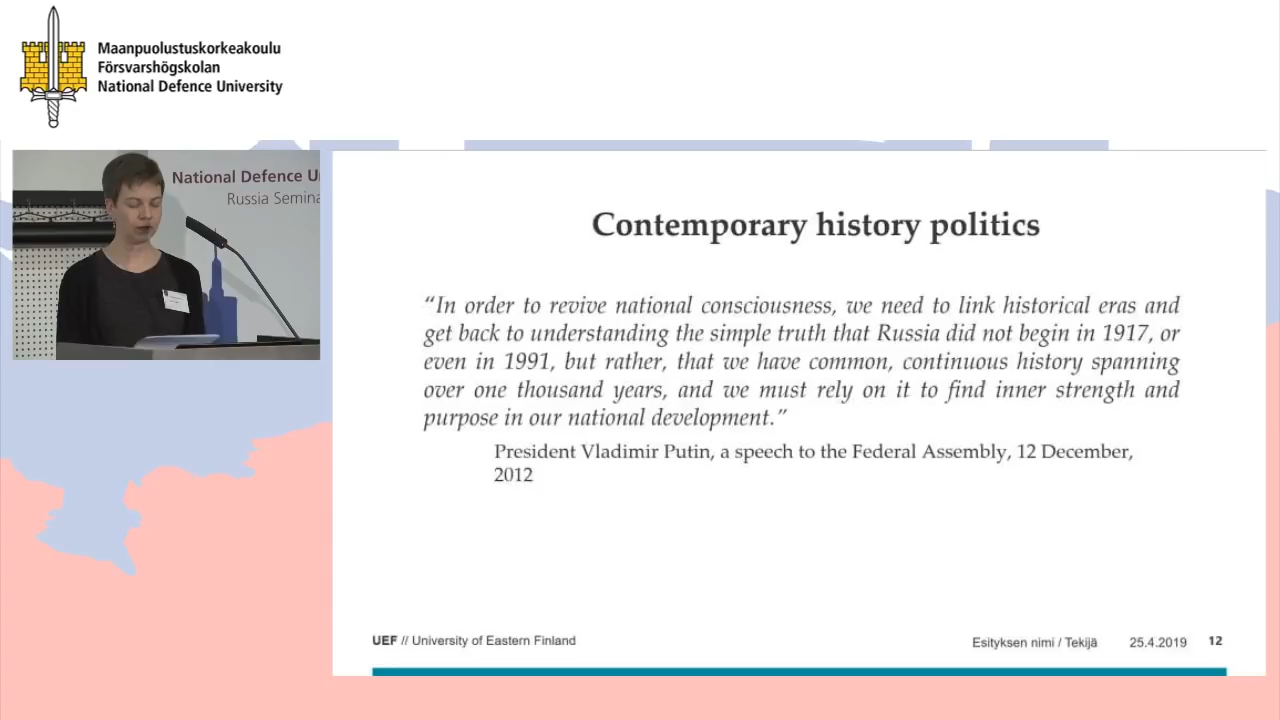 Maanpuolustuskorkeakoulu
Försvarshögskolan
National Defence University
National Defence U
Russia Semina
Contemporary history politics
“In order to revive national consciousness, we need to link historical eras and
get back to understanding the simple truth that Russia did not begin in 1917, or
even in 1991, but rather, that we have common, continuous history spanning
over one thousand years, and we must rely on it to find inner strength and
purpose in our national development.”
President Vladimir Putin, a speech to the Federal Assembly, 12 December,
2012
UEF // University of Eastern Finland
Esityksen nimi / Tekijä 25.4.2019 12